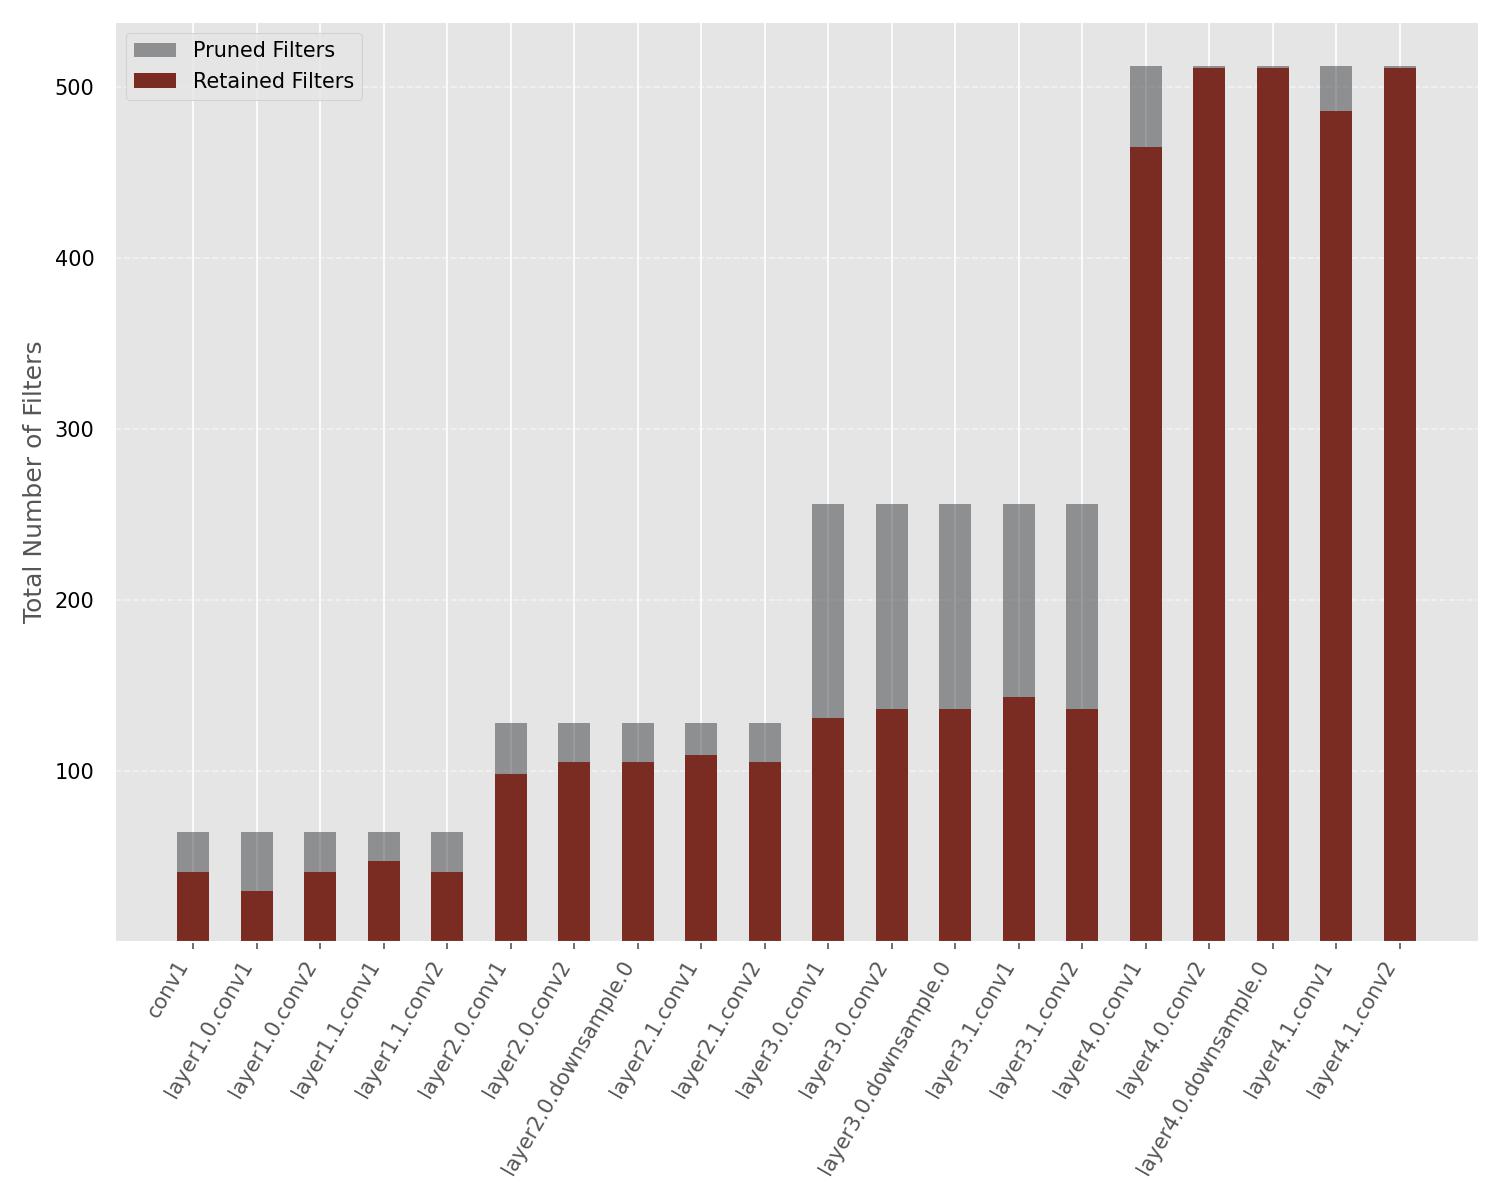 Pruned Filters
Retained Filters
Total Number of Filters
500
400
300
200
100
conv1
layer1.0.conv1
layer1.0.conv2
layer1.1.conv1
layer1.1.conv2
layer2.0.conv1
layer2.0.conv2
layer2.0.downsample.0
layer2.1.conv1
layer2.1.conv2
layer3.0.conv1
layer3.0.conv2
layer3.0.downsample.0
layer3.1.conv1
layer3.1.conv2
layer4.0.conv1
layer4.0.conv2
layer4.0.downsample.0
layer4.1.conv1
layer4.1.conv2